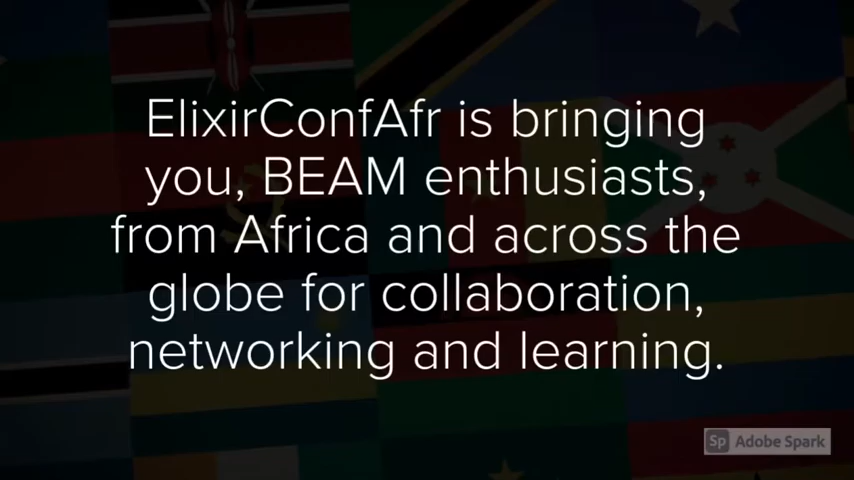 ElixirConfAfr is bringing
you, BEAM enthusiasts,
from Africa and across the
globe for collaboration,
networking and learning.
Sp Adobe Spark